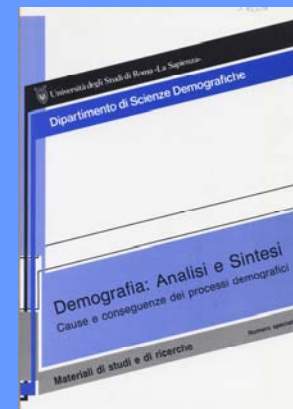 Università degli Studi di Roma «La Sapienza»
Dipartimento di Scienze Demografiche
Demografia: Analisi e Sintesi
Cause e conseguenze dei processi demografici
Materiali di studi e di ricerche
Numero special